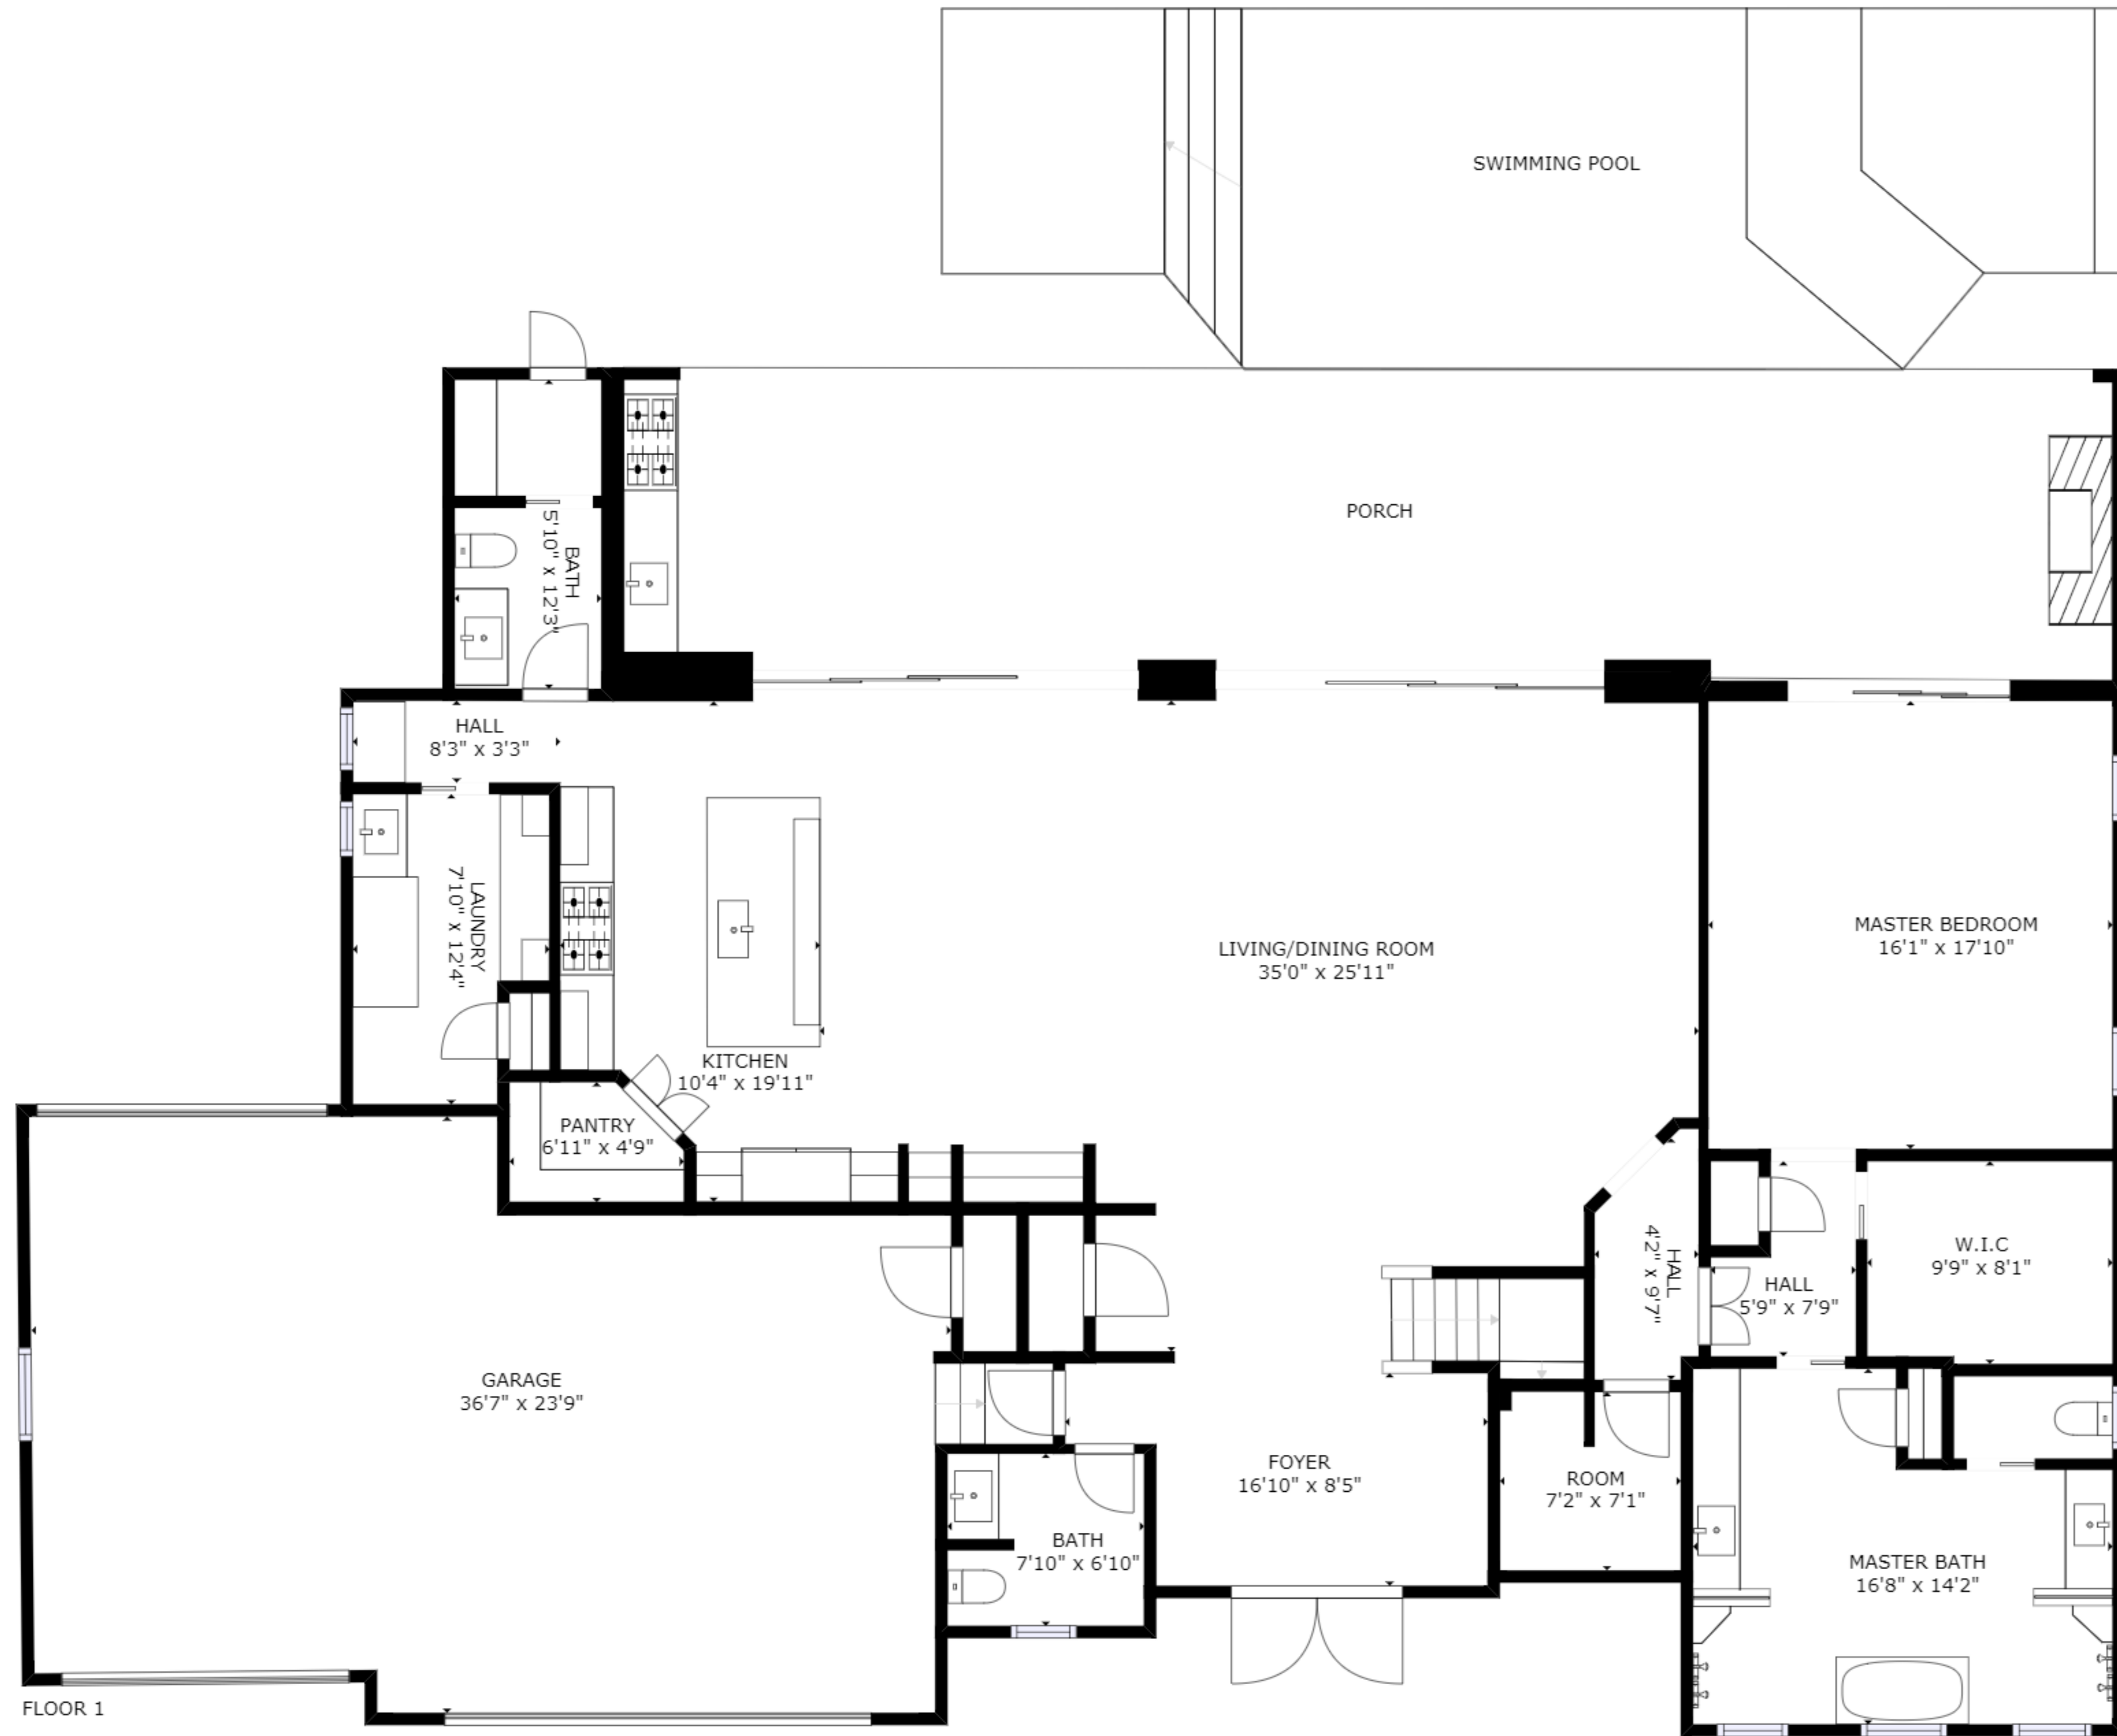 SWIMMING POOL
PORCH
BATH
5'10" x 12'3"
HALL
8'3" x 3'3"
LAUNDRY
7'10" x 12'4"
KITCHEN
10'4" x 19'11"
LIVING/DINING ROOM
35'0" x 25'11"
MASTER BEDROOM
16'1" x 17'10"
PANTRY
6'11" x 4'9"
HALL
4'2" x 9'7"
HALL
5'9" x 7'9"
W.I.C
9'9" x 8'1"
GARAGE
36'7" x 23'9"
FOYER
16'10" x 8'5"
ROOM
7'2" x 7'1"
BATH
7'10" x 6'10"
MASTER BATH
16'8" x 14'2"
FLOOR 1